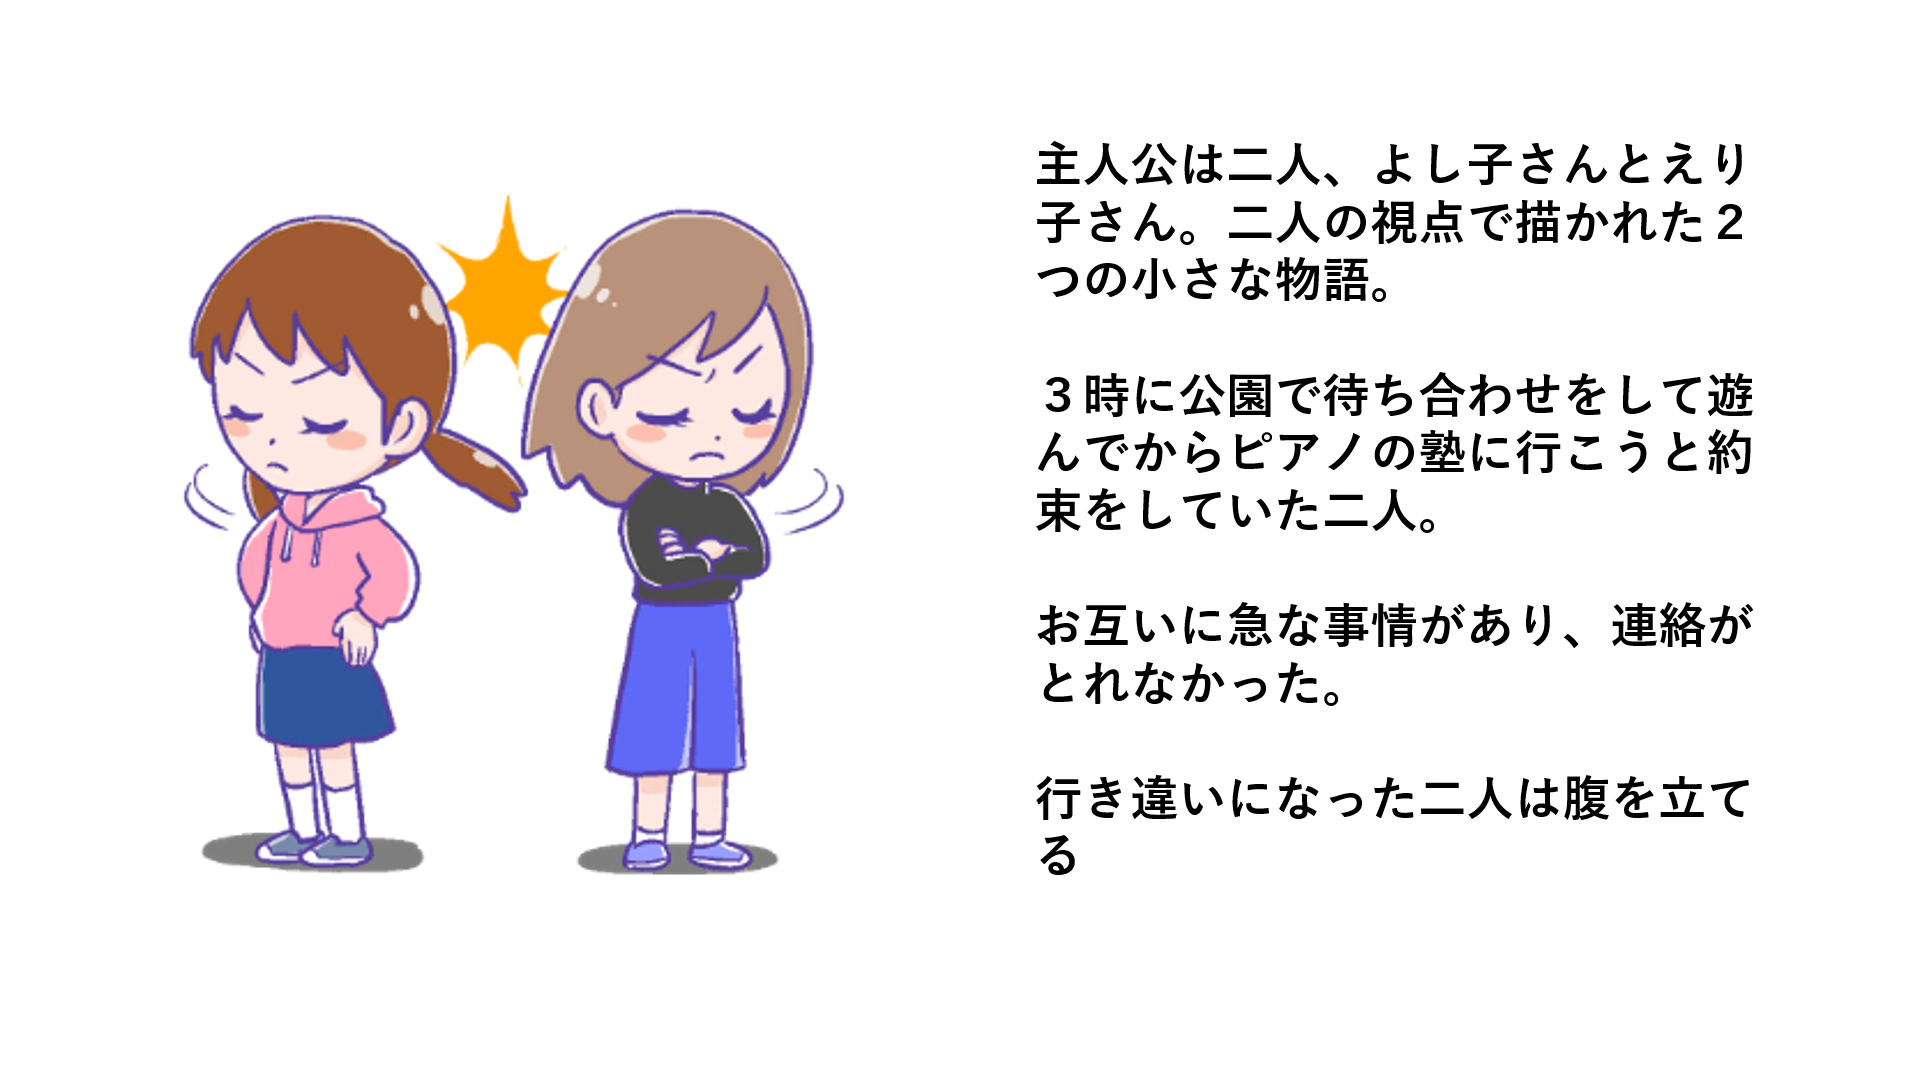 主人公は二人、よし子さんとえり
子さん。二人の視点で描かれた２
つの小さな物語。
３時に公園で待ち合わせをして遊
んでからピアノの塾に行こうと約
束をしていた二人。
お互いに急な事情があり、連絡が
とれなかった。
行き違いになった二人は腹を立て
る